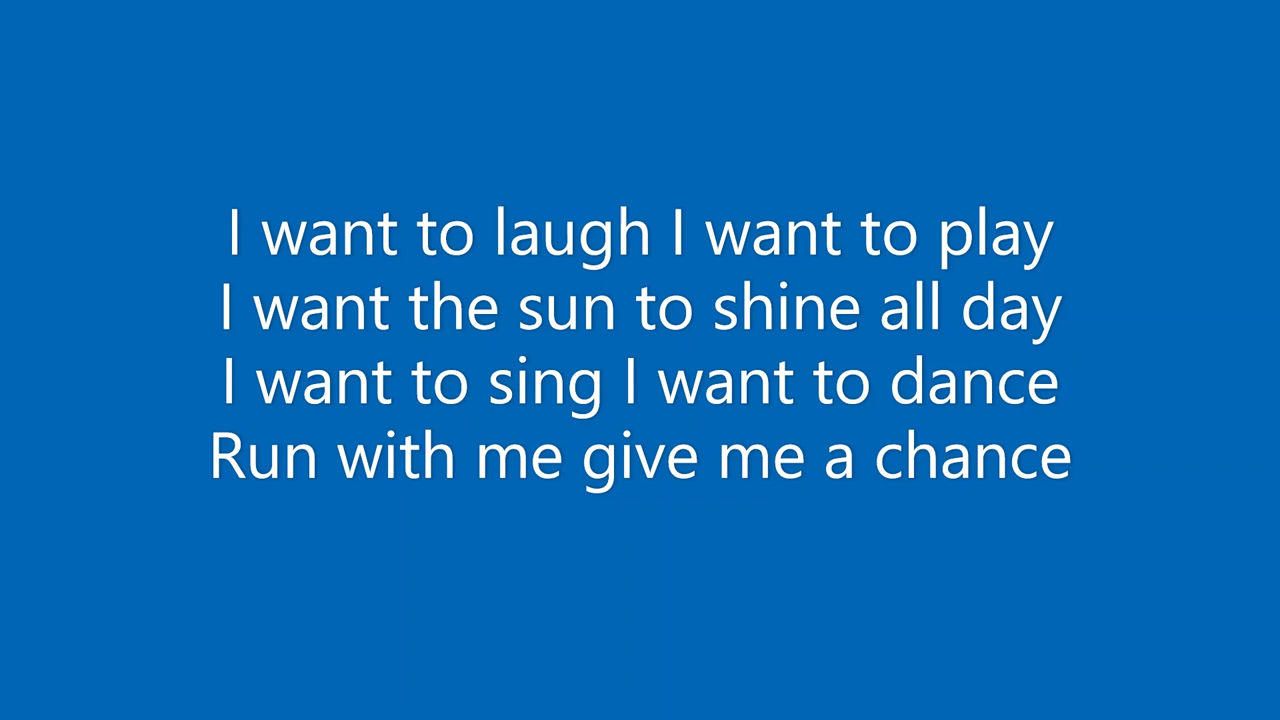 I want to laugh I want to play
I want the sun to shine all day
I want to sing I want to dance
Run with me give me a chance